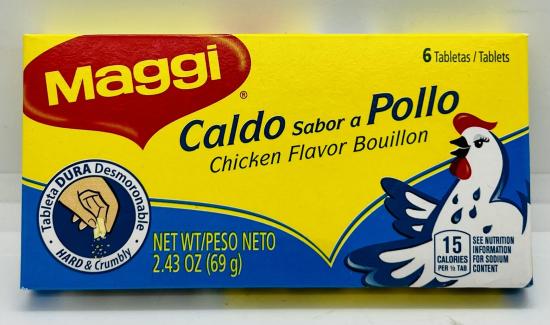 Maggi
®
6 Tabletas/Tablets
Caldo Sabor a Pollo
Chicken Flavor Bouillon
Tableta DURA Desmoronable
• HARD & Crumbly •
NET WT/PESO NETO
2.43 OZ (69 g)
15
CALORIES
PER ½ TAB
SEE NUTRITION
INFORMATION
FOR SODIUM
CONTENT